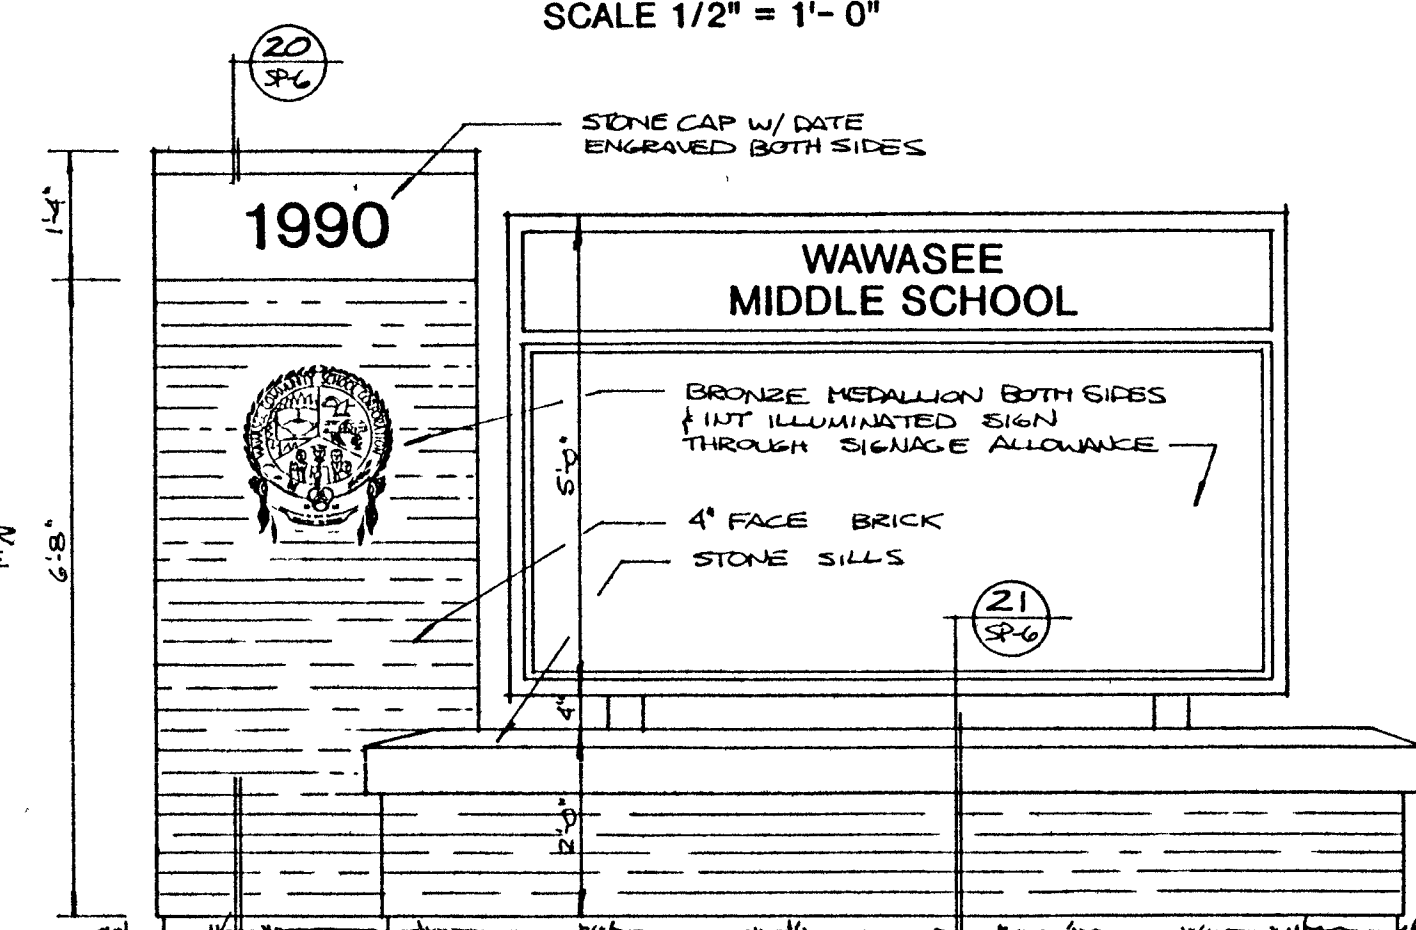 SCALE 1/2" = 1'- 0"
20
SP-6
STONE CAP W/ DATE
ENGRAVED BOTH SIDES
1'-4"
1990
WAWASEE
MIDDLE SCHOOL
BRONZE MEDALLION BOTH SIDES
& INT ILLUMINATED SIGN
THROUGH SIGNAGE ALLOWANCE
5'-0"
6'-8"
4" FACE BRICK
STONE SILLS
21
SP-6
4"
2'-0"